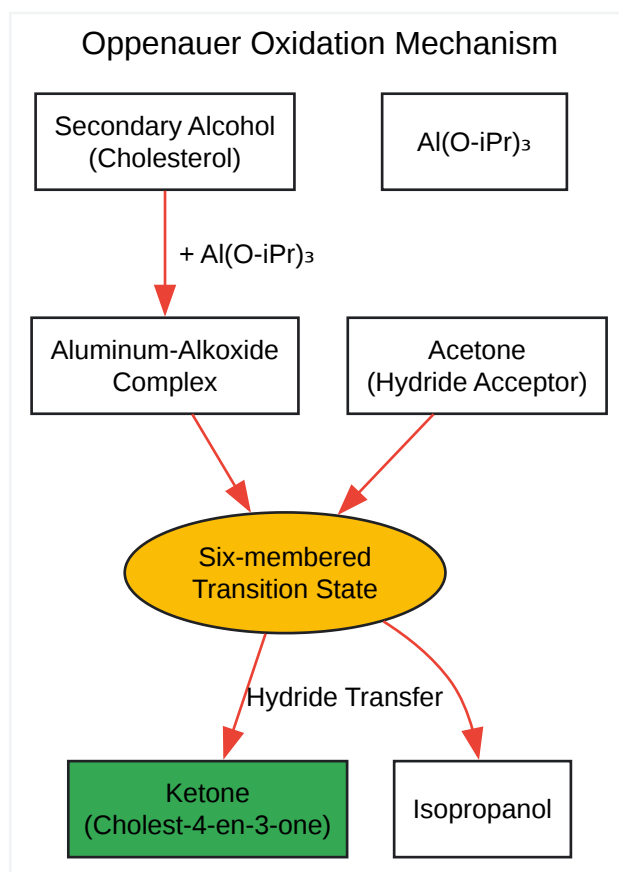 Oppenauer Oxidation Mechanism
Secondary Alcohol
(Cholesterol)
Al(O-iPr)₃
+ Al(O-iPr)₃
Aluminum-Alkoxide
Complex
Acetone
(Hydride Acceptor)
Six-membered
Transition State
Hydride Transfer
Ketone
(Cholest-4-en-3-one)
Isopropanol